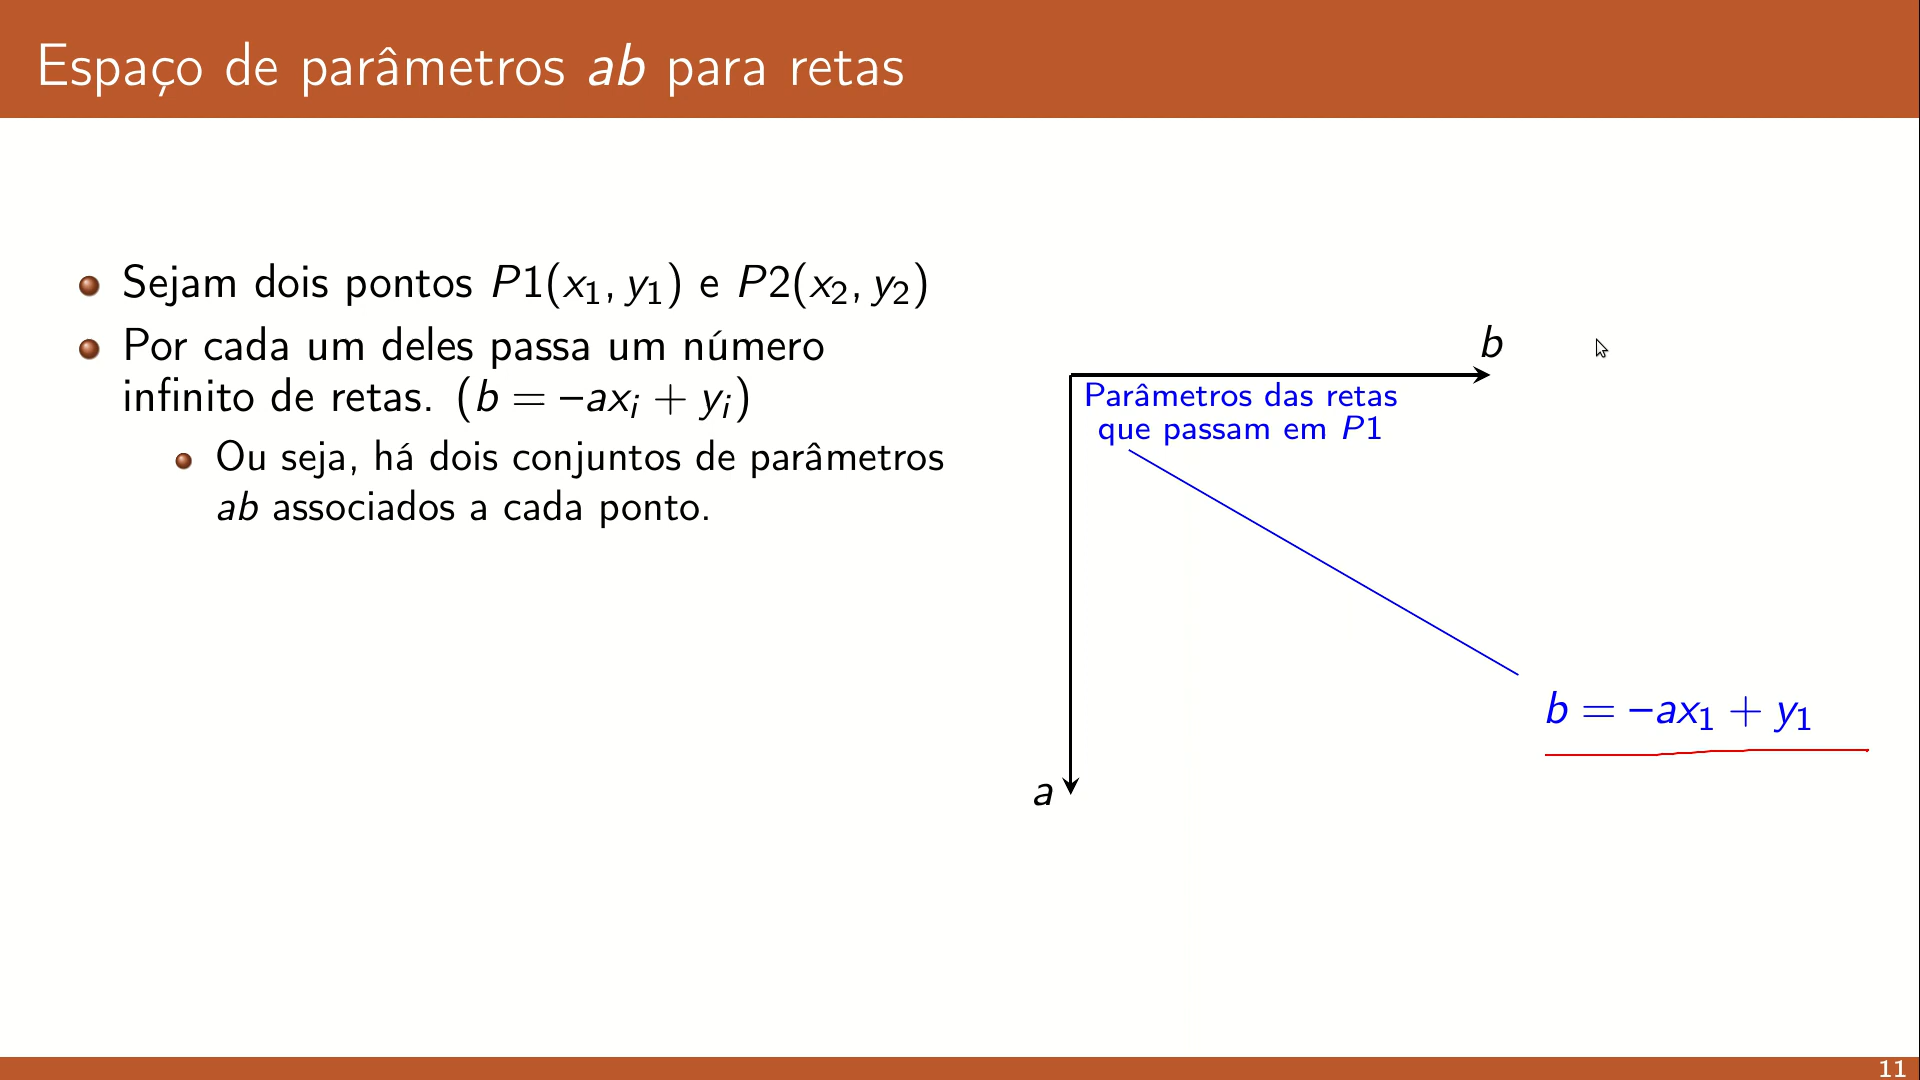 Espaço de parâmetros ab para retas
Sejam dois pontos P1(x₁, y₁) e P2(x₂, y₂)
Por cada um deles passa um número
infinito de retas. (b = −axᵢ + yᵢ)
Ou seja, há dois conjuntos de parâmetros
ab associados a cada ponto.
b
Parâmetros das retas
que passam em P1
b = −ax₁ + y₁
a
11